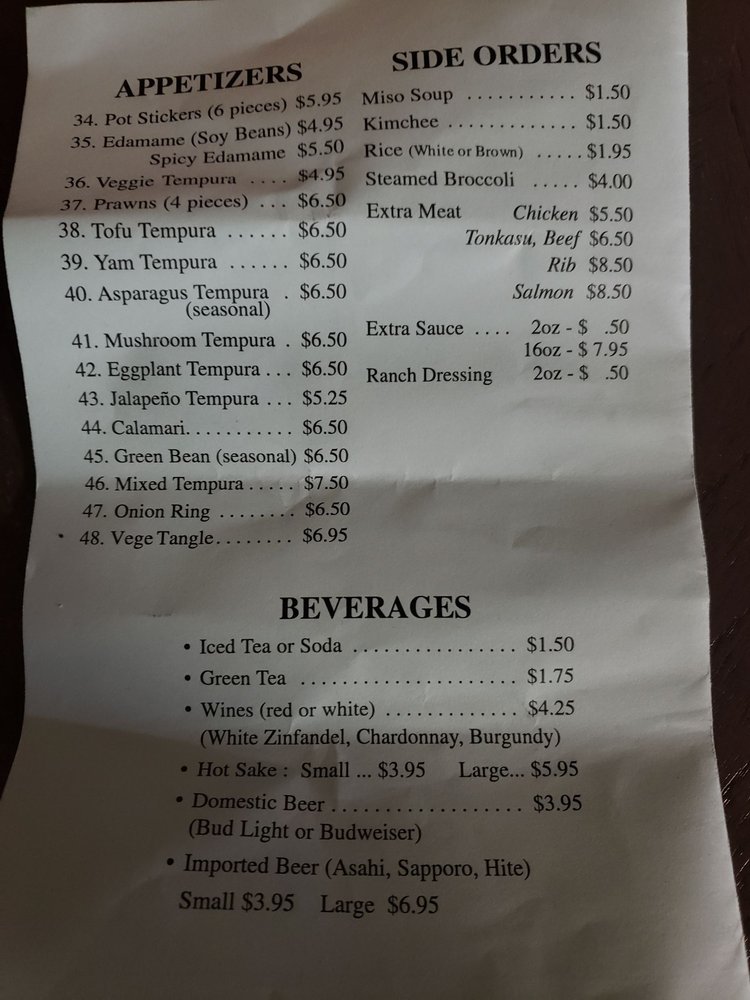 APPETIZERS
34. Pot Stickers (6 pieces) $5.95
35. Edamame (Soy Beans) $4.95
Spicy Edamame $5.50
36. Veggie Tempura .... $4.95
37. Prawns (4 pieces) ... $6.50
38. Tofu Tempura ...... $6.50
39. Yam Tempura ...... $6.50
40. Asparagus Tempura . $6.50
(seasonal)
41. Mushroom Tempura . $6.50
42. Eggplant Tempura ... $6.50
43. Jalapeño Tempura ... $5.25
44. Calamari........... $6.50
45. Green Bean (seasonal) $6.50
46. Mixed Tempura ..... $7.50
47. Onion Ring ........ $6.50
48. Vege Tangle........ $6.95
SIDE ORDERS
Miso Soup ........... $1.50
Kimchee ............. $1.50
Rice (White or Brown) ..... $1.95
Steamed Broccoli ..... $4.00
Extra Meat Chicken $5.50
Tonkasu, Beef $6.50
Rib $8.50
Salmon $8.50
Extra Sauce .... 2oz - $ .50
16oz - $ 7.95
Ranch Dressing 2oz - $ .50
BEVERAGES
• Iced Tea or Soda ................ $1.50
• Green Tea ..................... $1.75
• Wines (red or white) ............. $4.25
(White Zinfandel, Chardonnay, Burgundy)
• Hot Sake : Small ... $3.95 Large... $5.95
• Domestic Beer ................... $3.95
(Bud Light or Budweiser)
• Imported Beer (Asahi, Sapporo, Hite)
Small $3.95 Large $6.95